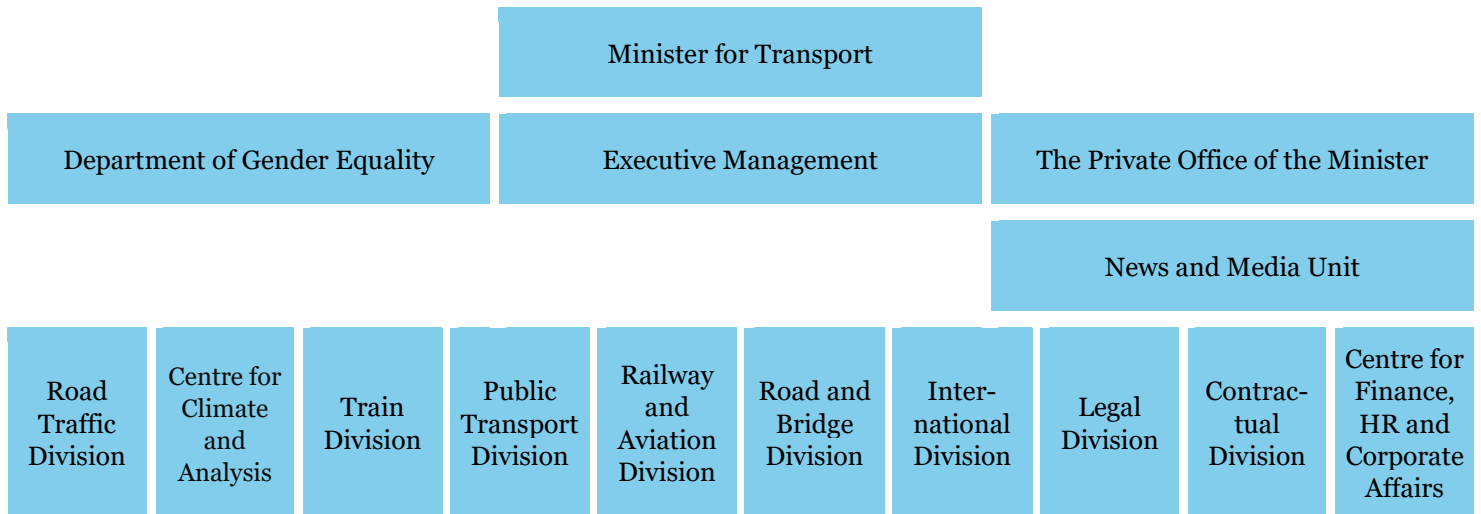 Minister for Transport
Department of Gender Equality
Executive Management
The Private Office of the Minister
News and Media Unit
Road
Traffic
Division
Centre for
Climate
and
Analysis
Train
Division
Public
Transport
Division
Railway
and
Aviation
Division
Road and
Bridge
Division
Inter-
national
Division
Legal
Division
Contrac-
tual
Division
Centre for
Finance,
HR and
Corporate
Affairs